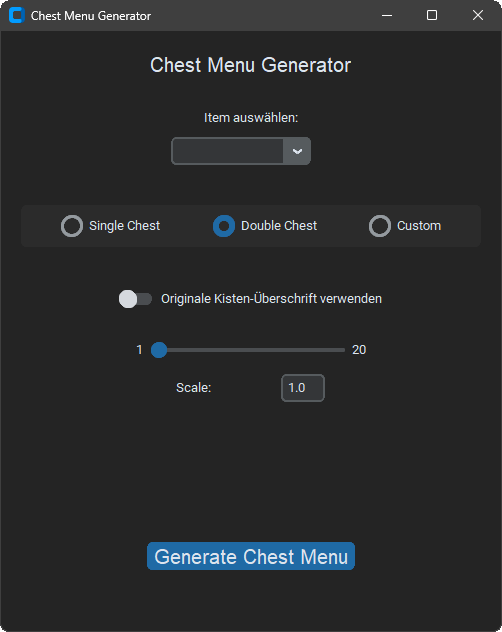 Chest Menu Generator
Chest Menu Generator
Item auswählen:
Single Chest Double Chest Custom
Originale Kisten-Überschrift verwenden
1 20
Scale: 1.0
Generate Chest Menu